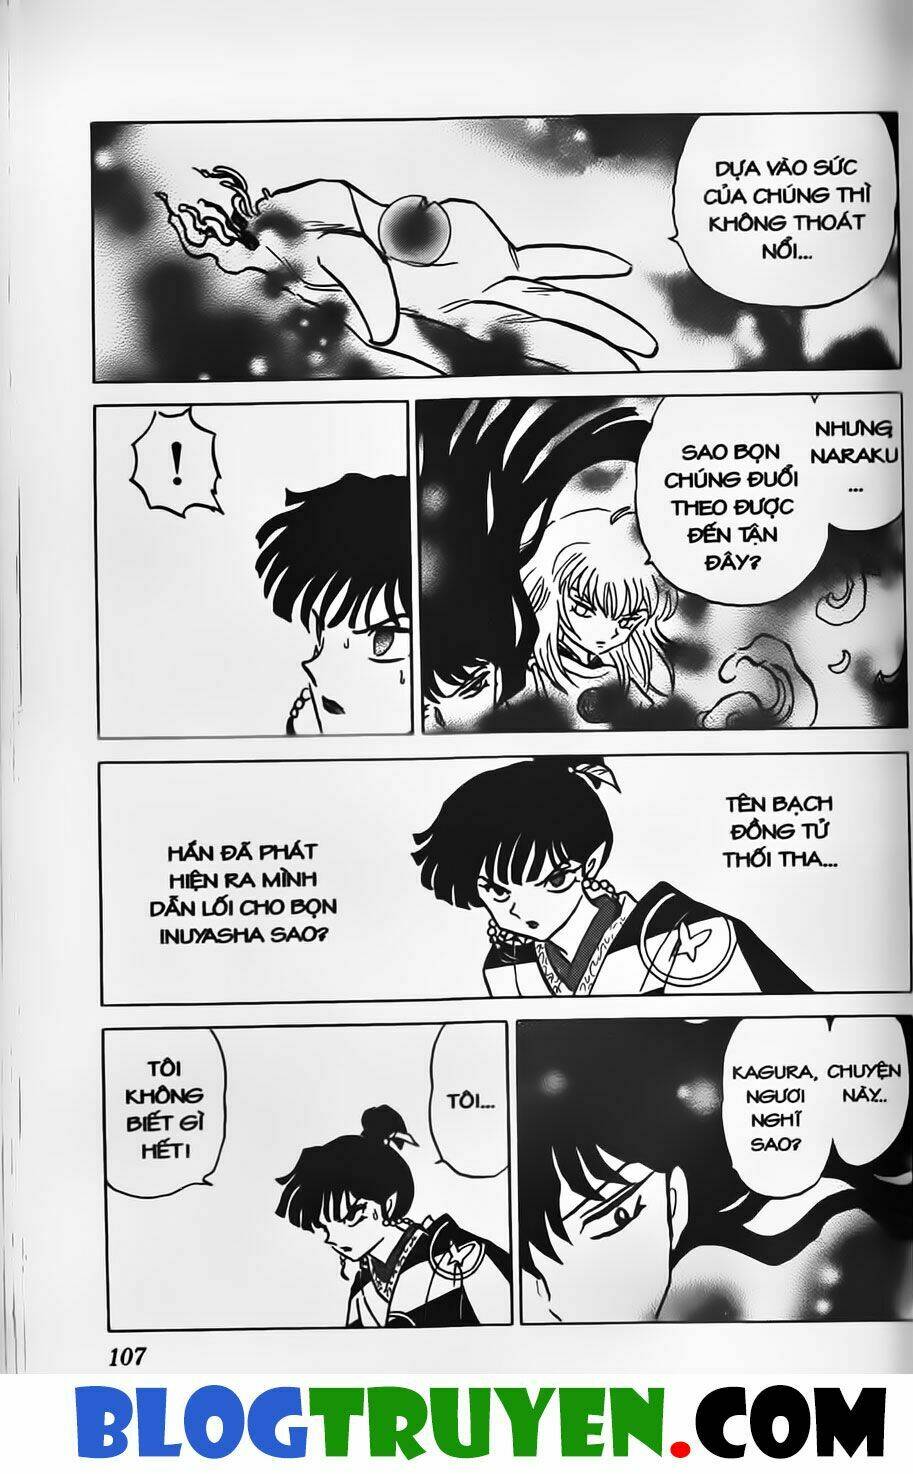 DỰA VÀO SỨC
CỦA CHÚNG THÌ
KHÔNG THOÁT
NỔI...
NHƯNG
NARAKU
...
SAO BỌN
CHÚNG ĐUỔI
THEO ĐƯỢC
ĐẾN TẬN
ĐÂY?
!
TÊN BẠCH
ĐỒNG TỬ
THỐI THA...
HẮN ĐÃ PHÁT
HIỆN RA MÌNH
DẪN LỐI CHO BỌN
INUYASHA SAO?
CHUYỆN
NÀY...
KAGURA,
NGƯƠI
NGHĨ
SAO?
TÔI...
TÔI
KHÔNG
BIẾT GÌ
HẾT!
107
BLOGTRUYEN.COM